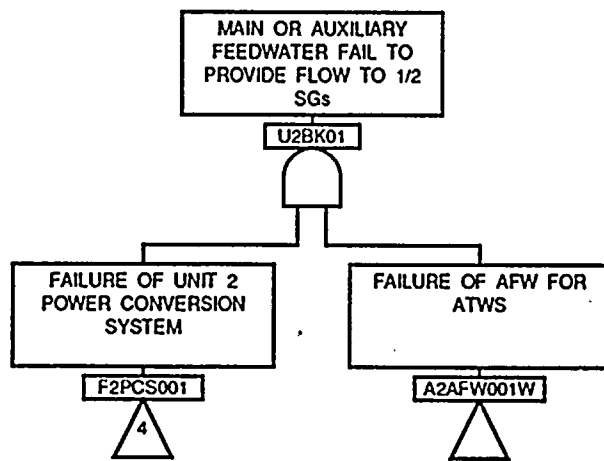 MAIN OR AUXILIARY
FEEDWATER FAIL TO
PROVIDE FLOW TO 1/2
SGs
U2BK01
FAILURE OF UNIT 2
POWER CONVERSION
SYSTEM
FAILURE OF AFW FOR
ATWS
F2PCS001
A2AFW001W
4